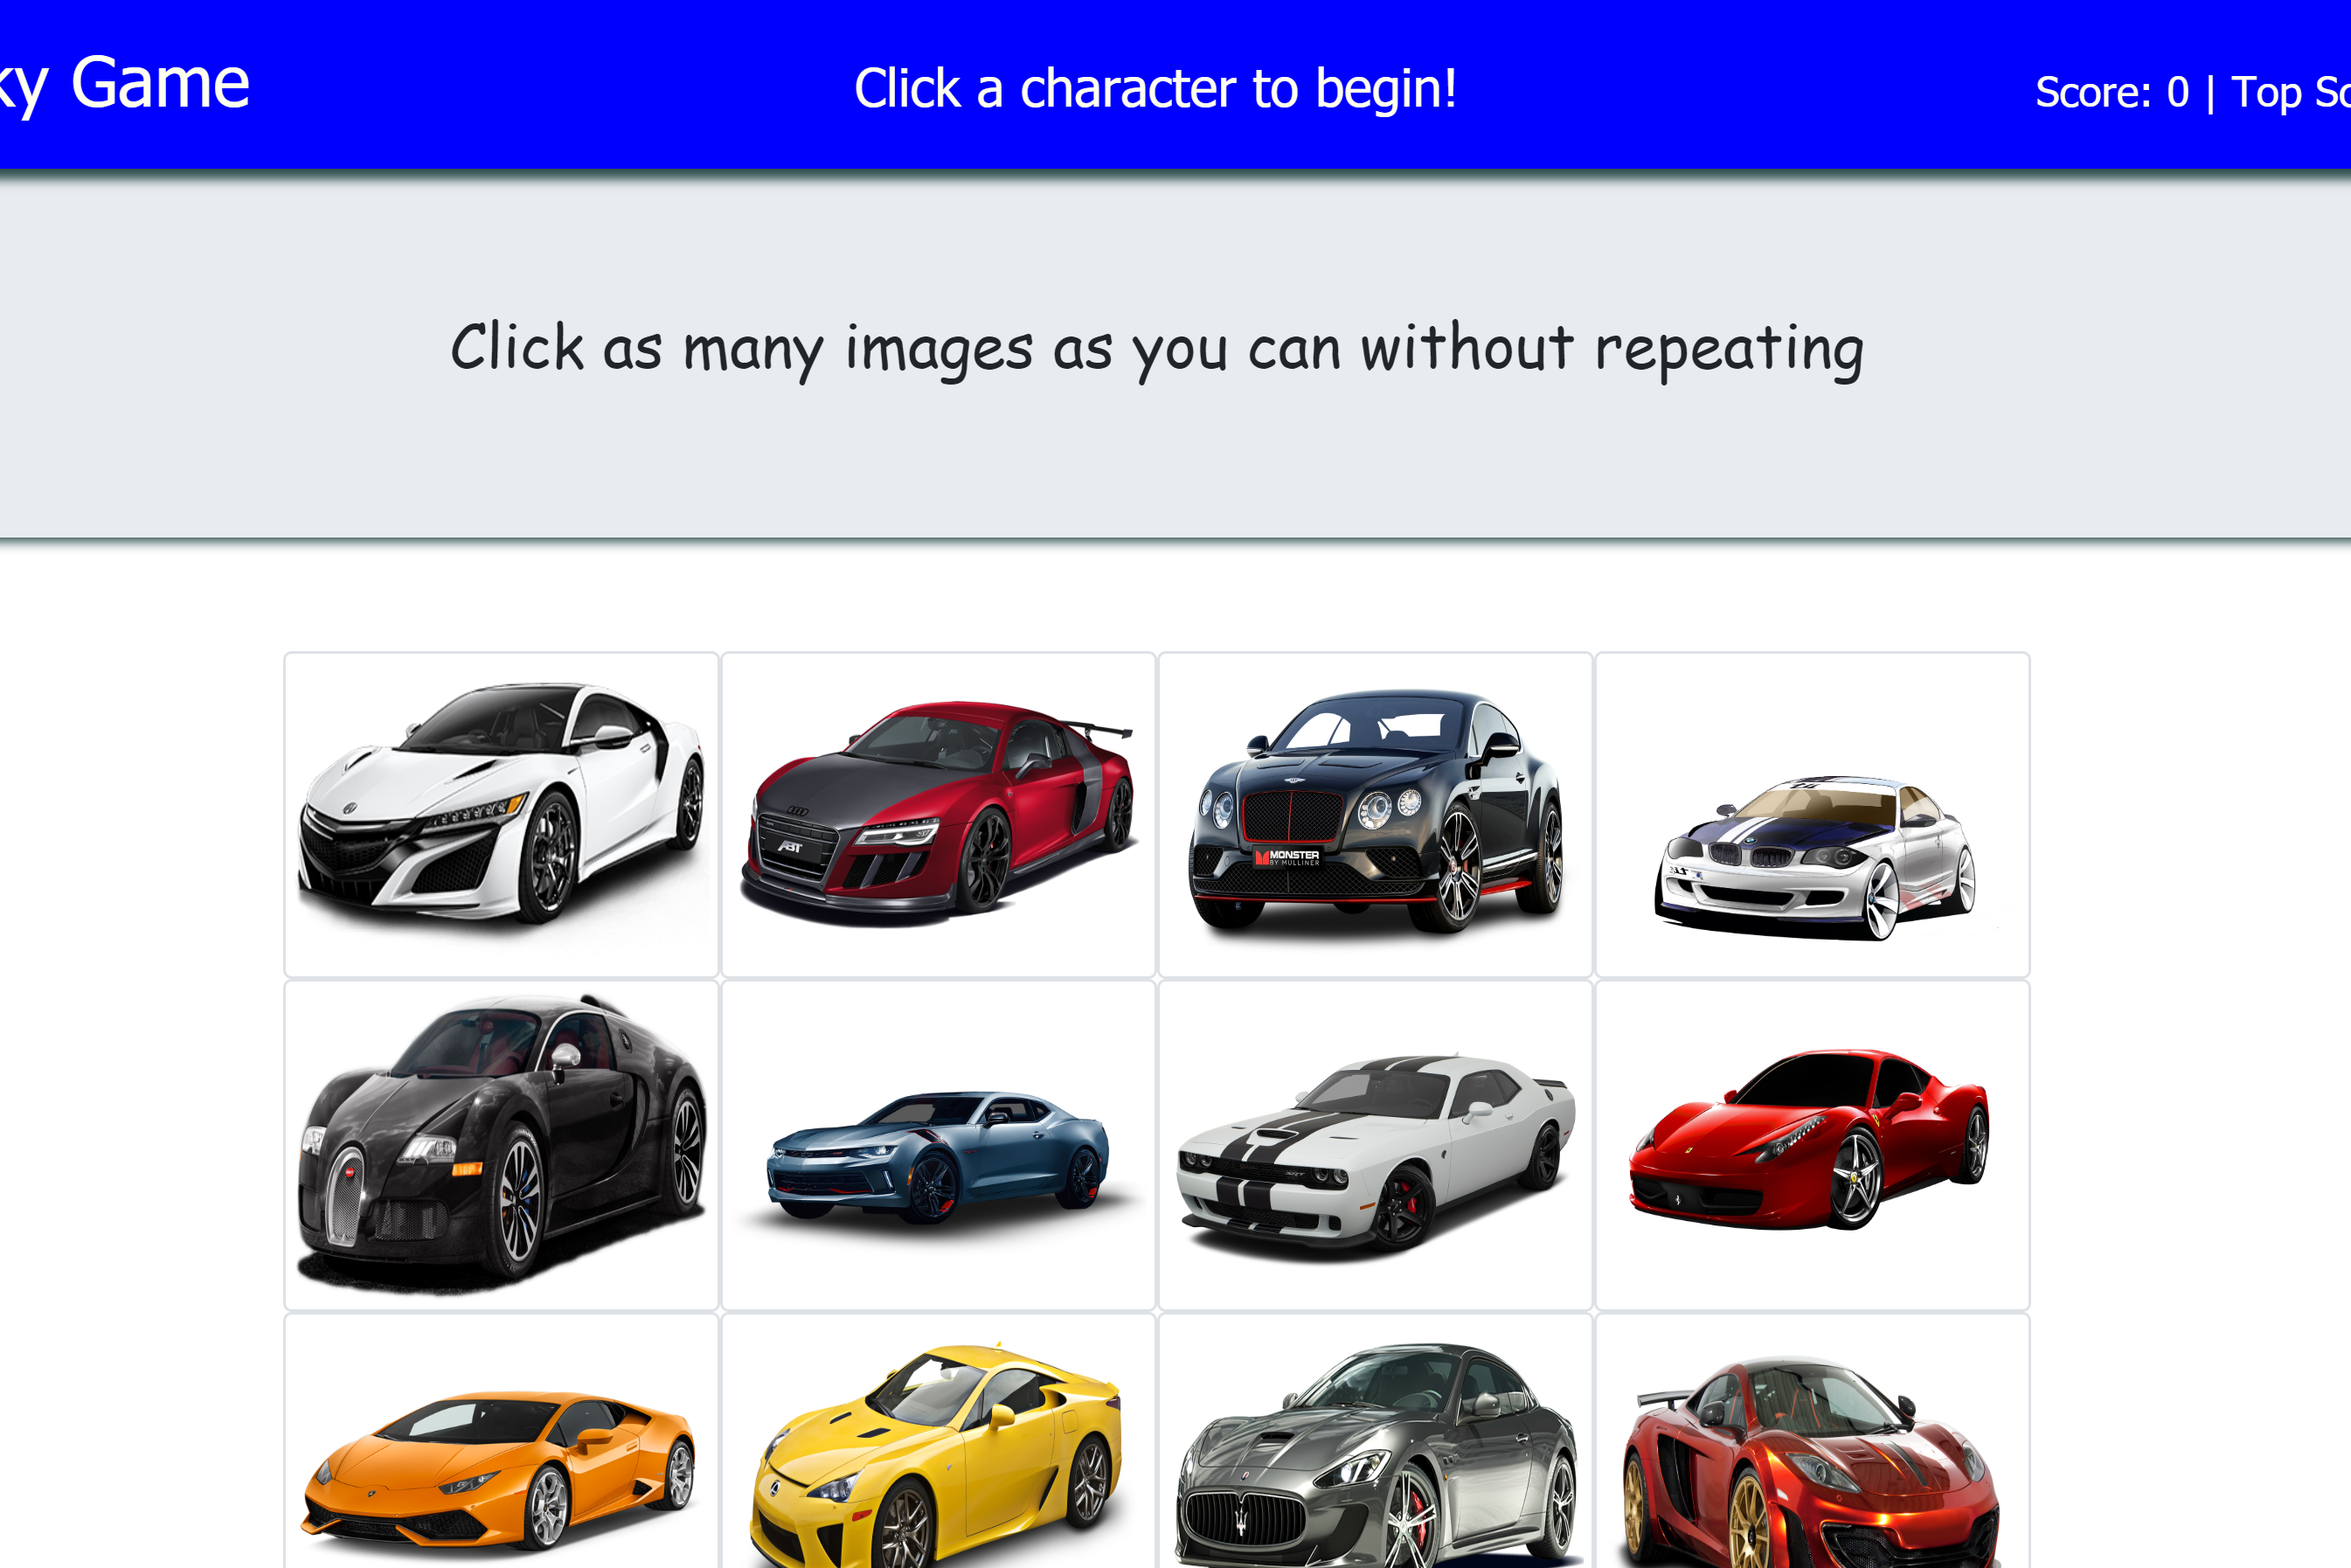 ky Game
Click a character to begin!
Score: 0 | Top Sc
Click as many images as you can without repeating
ABT
MONSTER
BY MULLINER